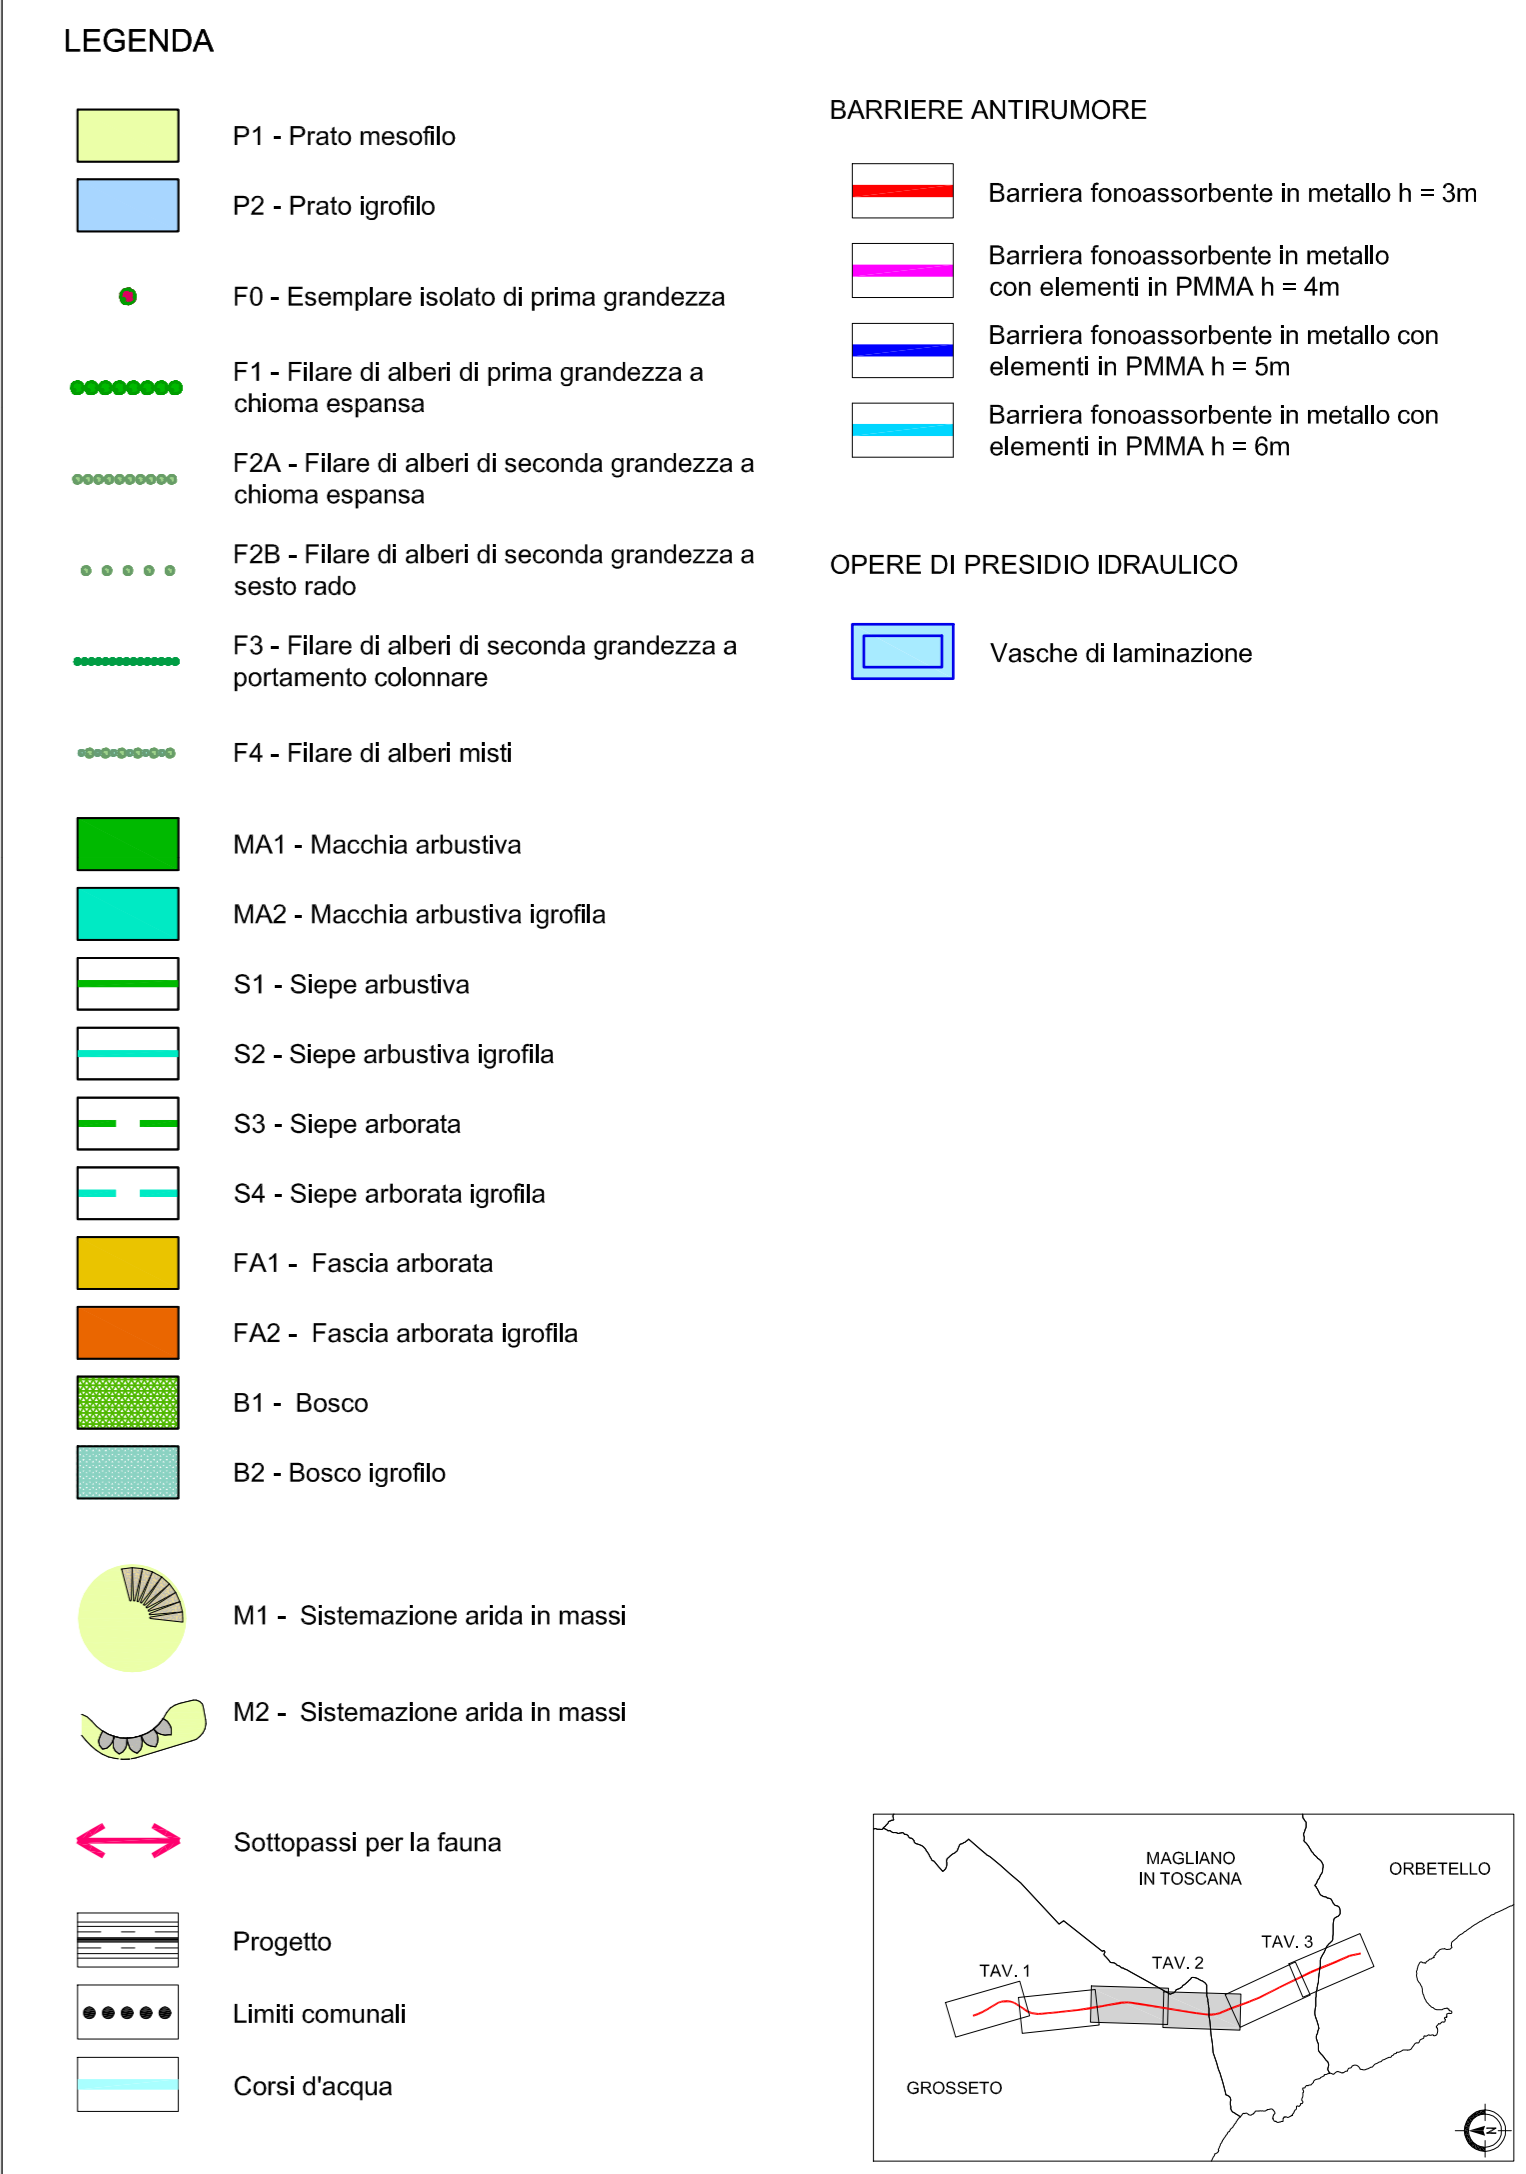 LEGENDA
P1 - Prato mesofilo
P2 - Prato igrofilo
F0 - Esemplare isolato di prima grandezza
F1 - Filare di alberi di prima grandezza a
chioma espansa
F2A - Filare di alberi di seconda grandezza a
chioma espansa
F2B - Filare di alberi di seconda grandezza a
sesto rado
F3 - Filare di alberi di seconda grandezza a
portamento colonnare
F4 - Filare di alberi misti
MA1 - Macchia arbustiva
MA2 - Macchia arbustiva igrofila
S1 - Siepe arbustiva
S2 - Siepe arbustiva igrofila
S3 - Siepe arborata
S4 - Siepe arborata igrofila
FA1 - Fascia arborata
FA2 - Fascia arborata igrofila
B1 - Bosco
B2 - Bosco igrofilo
M1 - Sistemazione arida in massi
M2 - Sistemazione arida in massi
Sottopassi per la fauna
Progetto
Limiti comunali
Corsi d'acqua
BARRIERE ANTIRUMORE
Barriera fonoassorbente in metallo h = 3m
Barriera fonoassorbente in metallo
con elementi in PMMA h = 4m
Barriera fonoassorbente in metallo con
elementi in PMMA h = 5m
Barriera fonoassorbente in metallo con
elementi in PMMA h = 6m
OPERE DI PRESIDIO IDRAULICO
Vasche di laminazione
MAGLIANO
IN TOSCANA
ORBETELLO
TAV. 3
TAV. 2
TAV. 1
GROSSETO
N